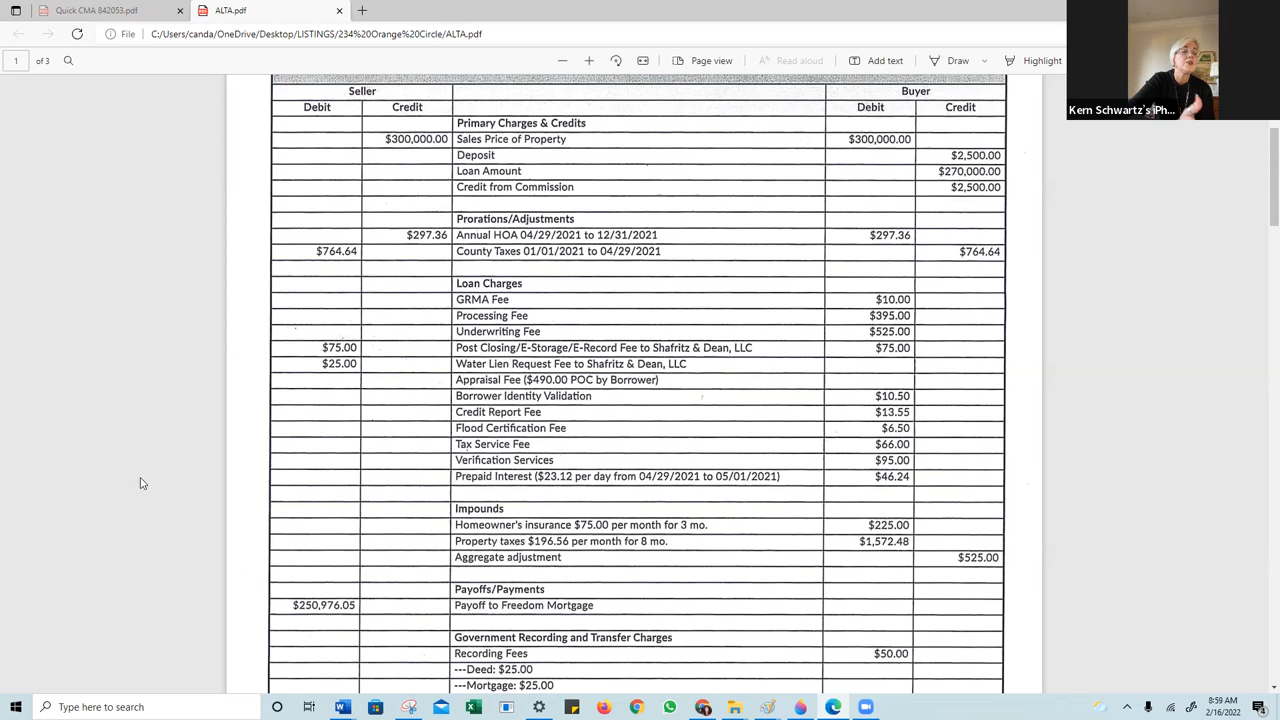 Quick CMA 842053.pdf
ALTA.pdf
File C:/Users/canda/OneDrive/Desktop/LISTINGS/234%20Orange%20Circle/ALTA.pdf
1 of 3 Page view Read aloud Add text Draw Highlight
Kern Schwartz's iPh...
Seller Buyer
Debit Credit Debit Credit
Primary Charges & Credits
$300,000.00 Sales Price of Property $300,000.00
Deposit $2,500.00
Loan Amount $270,000.00
Credit from Commission $2,500.00
Prorations/Adjustments
$297.36 Annual HOA 04/29/2021 to 12/31/2021 $297.36
$764.64 County Taxes 01/01/2021 to 04/29/2021 $764.64
Loan Charges
GRMA Fee $10.00
Processing Fee $395.00
Underwriting Fee $525.00
$75.00 Post Closing/E-Storage/E-Record Fee to Shafritz & Dean, LLC $75.00
$25.00 Water Lien Request Fee to Shafritz & Dean, LLC
Appraisal Fee ($490.00 POC by Borrower)
Borrower Identity Validation $10.50
Credit Report Fee $13.55
Flood Certification Fee $6.50
Tax Service Fee $66.00
Verification Services $95.00
Prepaid Interest ($23.12 per day from 04/29/2021 to 05/01/2021) $46.24
Impounds
Homeowner's insurance $75.00 per month for 3 mo. $225.00
Property taxes $196.56 per month for 8 mo. $1,572.48
Aggregate adjustment $525.00
Payoffs/Payments
$250,976.05 Payoff to Freedom Mortgage
Government Recording and Transfer Charges
Recording Fees $50.00
---Deed: $25.00
---Mortgage: $25.00
Type here to search
8:59 AM
2/16/2022
4